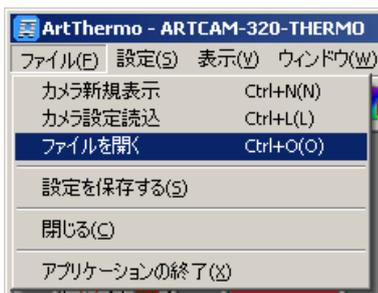 ArtThermo - ARTCAM-320-THERMO
ファイル(F) 設定(S) 表示(V) ウィンドウ(W)
カメラ新規表示 Ctrl+N(N)
カメラ設定読込 Ctrl+L(L)
ファイルを開く Ctrl+O(O)
設定を保存する(S)
閉じる(C)
アプリケーションの終了(X)